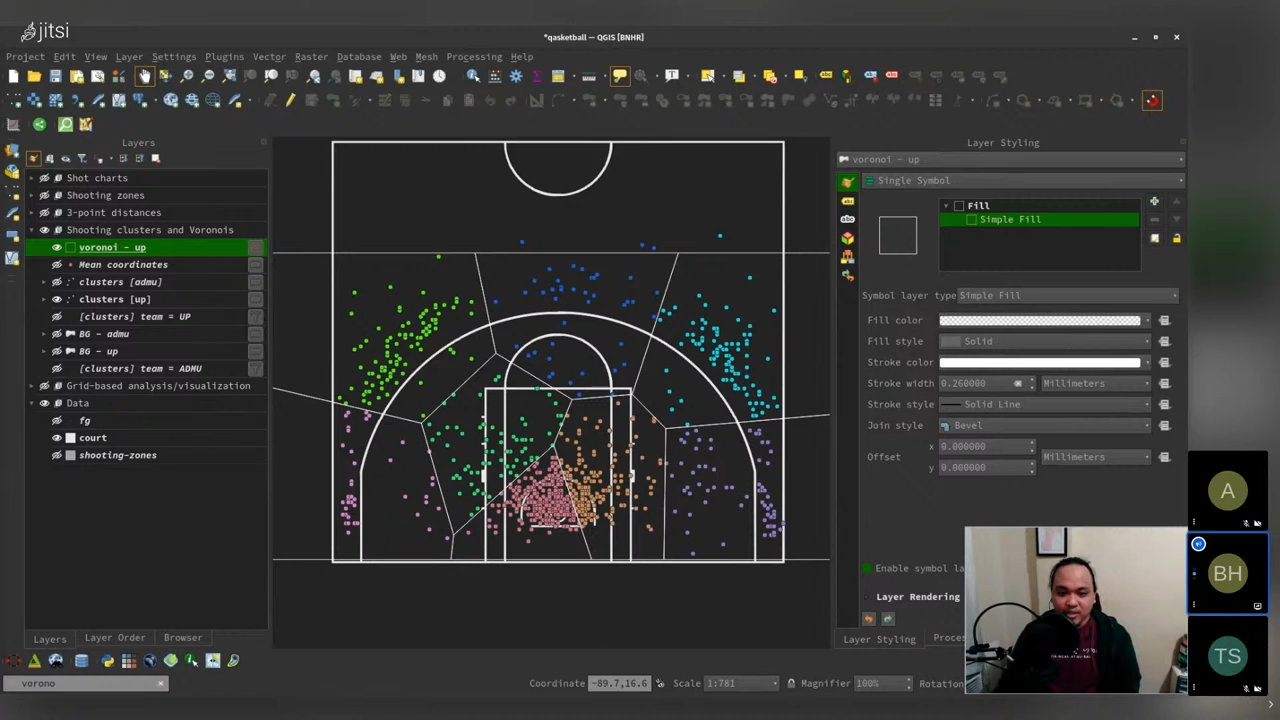 jitsi
*qasketball — QGIS [BNHR]
Project Edit View Layer Settings Plugins Vector Raster Database Web Mesh Processing Help
Layers
Shot charts
Shooting zones
3-point distances
Shooting clusters and Voronois
voronoi - up
Mean coordinates
clusters [admu]
clusters [up]
[clusters] team = UP
BG - admu
BG - up
[clusters] team = ADMU
Grid-based analysis/visualization
Data
fg
court
shooting-zones
Layers Layer Order Browser
vorono
Layer Styling
voronoi - up
Single Symbol
Fill
Simple Fill
Symbol layer type Simple Fill
Fill color
Fill style Solid
Stroke color
Stroke width 0.260000 Millimeters
Stroke style Solid Line
Join style Bevel
x 0.000000
Offset Millimeters
y 0.000000
Enable symbol la
Layer Rendering
Layer Styling Proce
Coordinate -89.7,16.6 Scale 1:781 Magnifier 100% Rotation
A
BH
TS